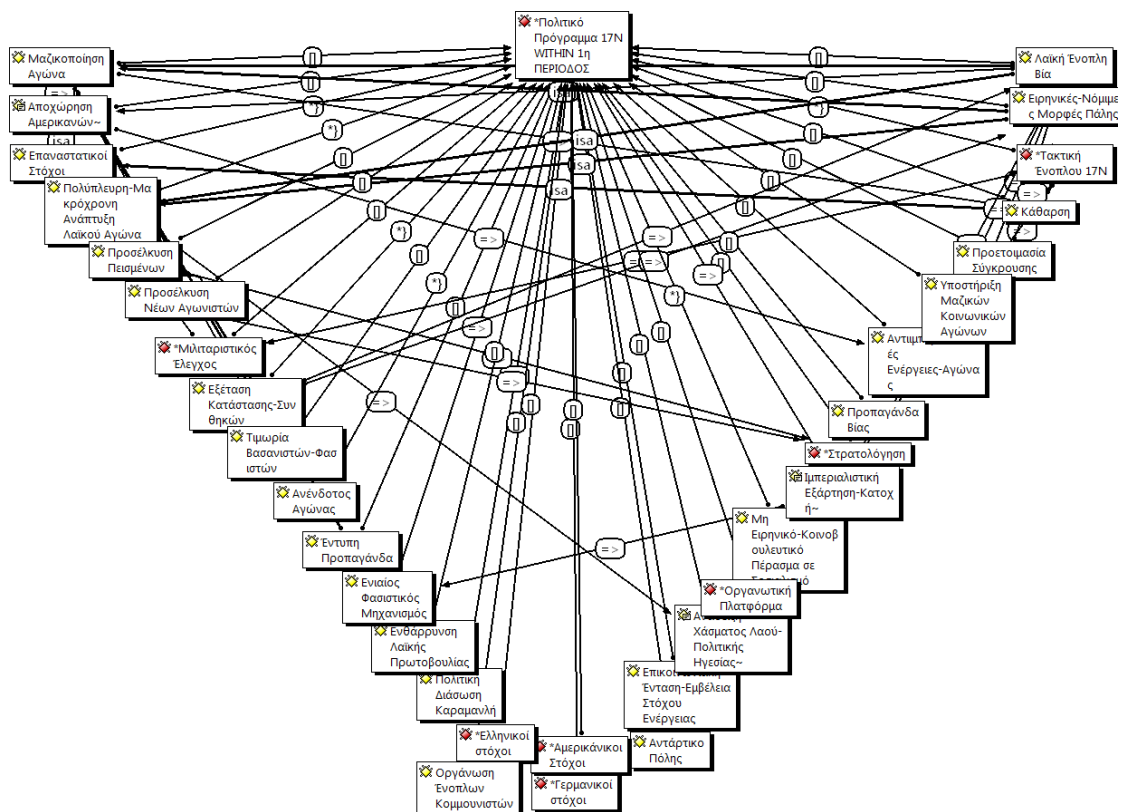 *Πολιτικό
Πρόγραμμα 17Ν
WITHIN 1η
ΠΕΡΙΟΔΟΣ
Μαζικοποίηση
Αγώνα
Αποχώρηση
Αμερικανών~
Επαναστατικοί
Στόχοι
Πολύπλευρη-Μα
κρόχρονη
Ανάπτυξη
Λαϊκού Αγώνα
Προσέλκυση
Πεισμένων
Προσέλκυση
Νέων Αγωνιστών
*Μιλιταριστικός
Έλεγχος
Εξέταση
Κατάστασης-Συν
θηκών
Τιμωρία
Βασανιστών-Φασ
ιστών
Ανένδοτος
Αγώνας
Έντυπη
Προπαγάνδα
Ενιαίος
Φασιστικός
Μηχανισμός
Ενθάρρυνση
Λαϊκής
Πρωτοβουλίας
Πολιτική
Διάσωση
Καραμανλή
*Ελληνικοί
στόχοι
Οργάνωση
Ένοπλων
Κομμουνιστών
*Αμερικάνικοι
Στόχοι
*Γερμανικοί
στόχοι
Αντάρτικο
Πόλης
Ένταση-Εμβέλεια
Στόχου
Ενέργειας
Χάσματος Λαού-
Πολιτικής
Ηγεσίας~
*Οργανωτική
Πλατφόρμα
Μη
Ειρηνικό-Κοινοβ
ουλευτικό
Πέρασμα σε
Ιμπεριαλιστική
Εξάρτηση-Κατοχ
ή~
*Στρατολόγηση
Προπαγάνδα
Βίας
ές
Ενέργειες-Αγώνα
ς
Υποστήριξη
Μαζικών
Κοινωνικών
Αγώνων
Προετοιμασία
Σύγκρουσης
Κάθαρση
*Τακτική
Ένοπλου 17Ν
Ειρηνικές-Νόμιμε
ς Μορφές Πάλης
Λαϊκή Ένοπλη
Βία
isa
isa
isa
isa